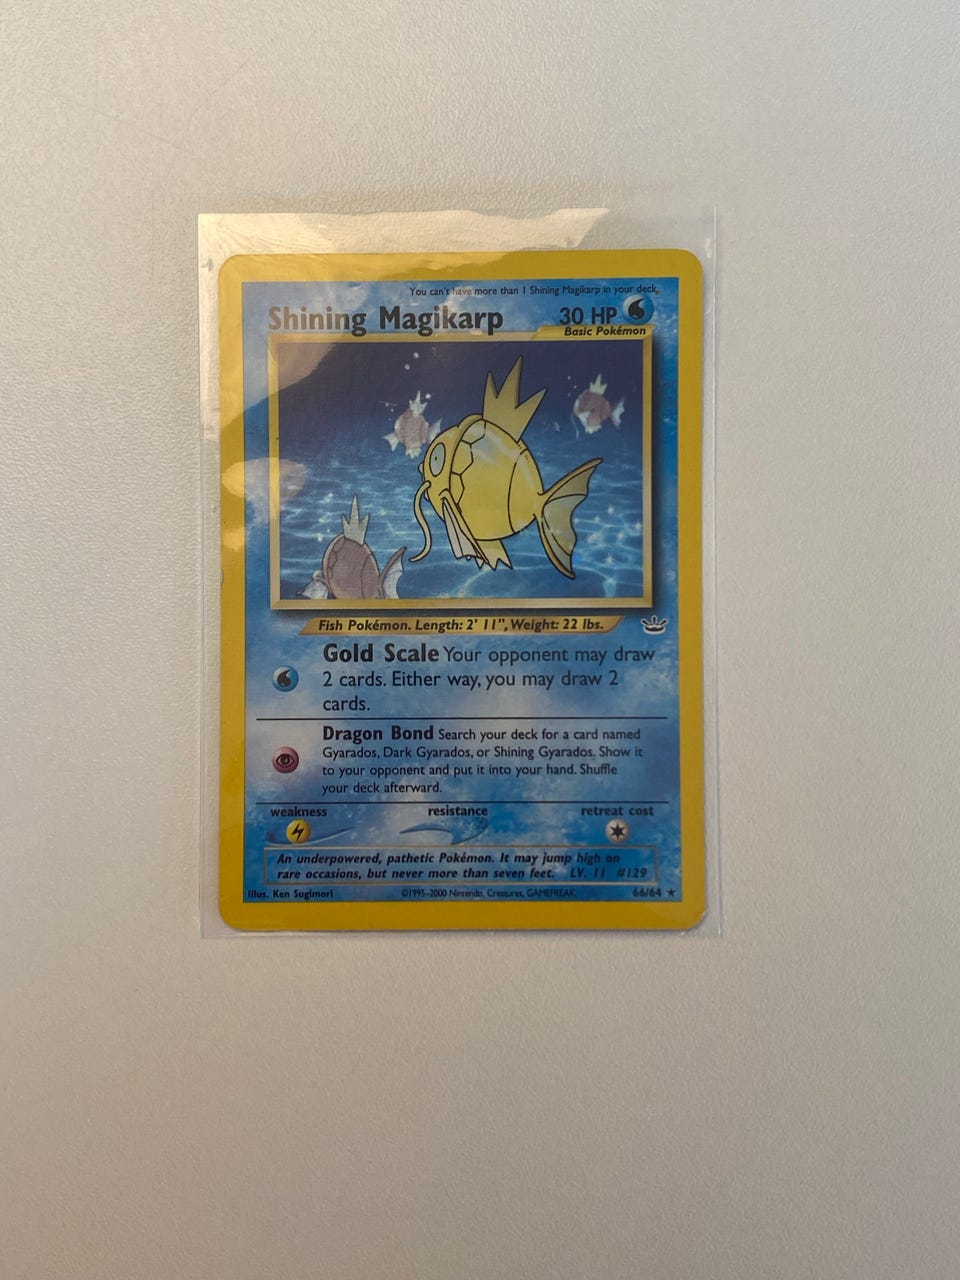 You can't have more than 1 Shining Magikarp in your deck.
Shining Magikarp 30 HP
Basic Pokémon
Fish Pokémon. Length: 2' 11", Weight: 22 lbs.
Gold Scale Your opponent may draw
2 cards. Either way, you may draw 2
cards.
Dragon Bond Search your deck for a card named
Gyarados, Dark Gyarados, or Shining Gyarados. Show it
to your opponent and put it into your hand. Shuffle
your deck afterward.
weakness resistance retreat cost
An underpowered, pathetic Pokémon. It may jump high on
rare occasions, but never more than seven feet. LV. 11 #129
Illus. Ken Sugimori ©1995-2000 Nintendo, Creatures, GAMEFREAK. 66/64 ★